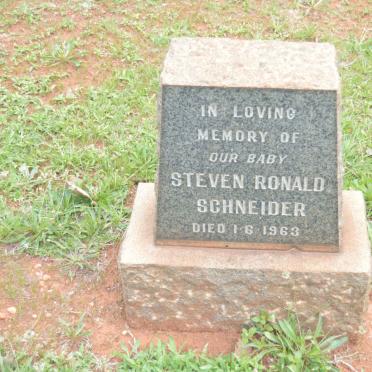 IN LOVING
MEMORY OF
OUR BABY
STEVEN RONALD
SCHNEIDER
DIED 1·6·1963